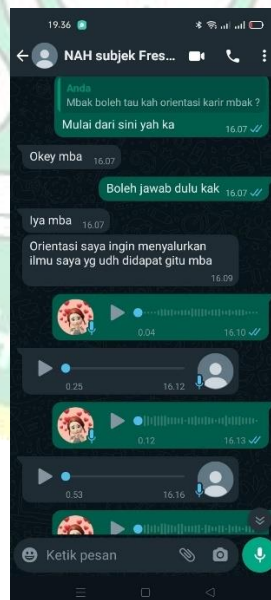 19.36
NAH subjek Fres...
Anda
Mbak boleh tau kah orientasi karir mbak ?
Mulai dari sini yah ka
16.07
Okey mba
16.07
Boleh jawab dulu kak
16.07
Iya mba
16.07
Orientasi saya ingin menyalurkan
ilmu saya yg udh didapat gitu mba
16.09
0.04
16.10
0.25
16.12
0.12
16.13
0.53
16.16
Ketik pesan